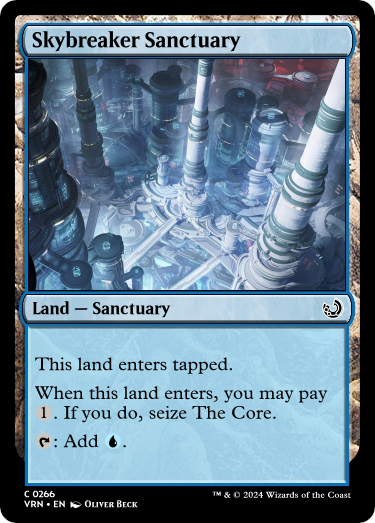 Skybreaker Sanctuary
Land — Sanctuary
This land enters tapped.
When this land enters, you may pay
1. If you do, seize The Core.
: Add .
C 0266
VRN • EN OLIVER BECK
™ & © 2024 Wizards of the Coast